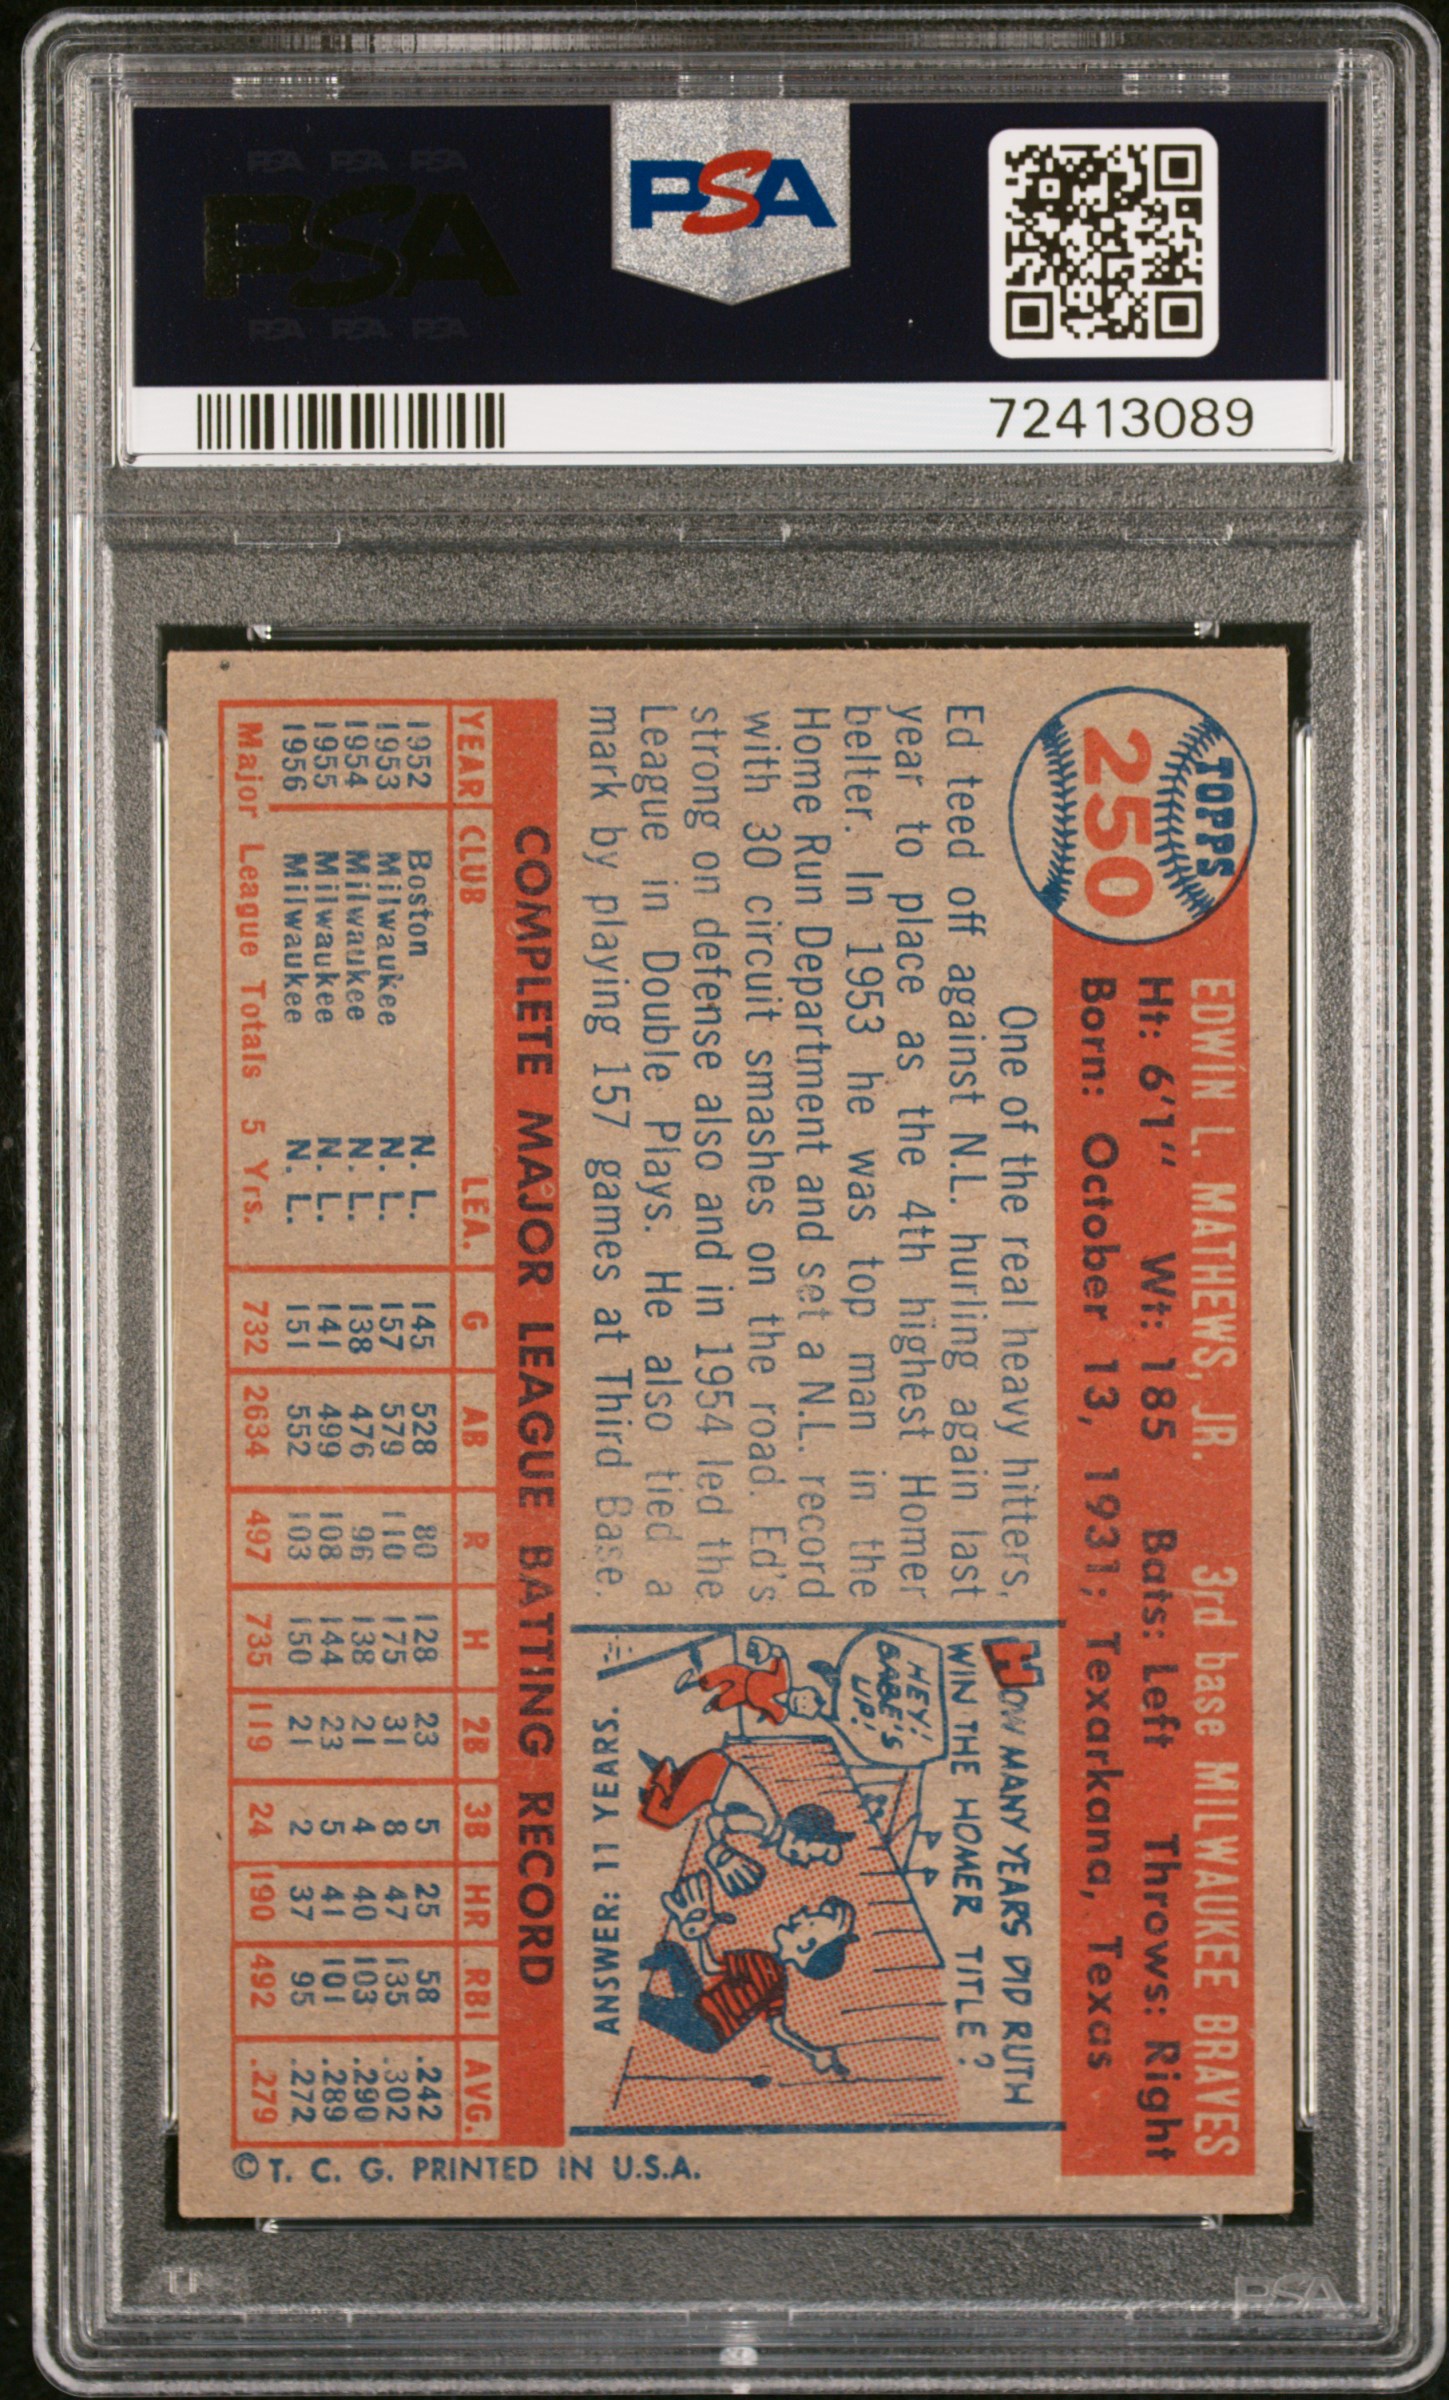 PSA PSA PSA
PSA
PSA PSA PSA
PSA
72413089
TOPPS
250
EDWIN L. MATHEWS, JR. 3rd base MILWAUKEE BRAVES
Ht: 6'1" Wt: 185 Bats: Left Throws: Right
Born: October 13, 1931; Texarkana, Texas
One of the real heavy hitters,
Ed teed off against N.L. hurling again last
year to place as the 4th highest Homer
belter. In 1953 he was top man in the
Home Run Department and set a N.L. record
with 30 circuit smashes on the road. Ed's
strong on defense also and in 1954 led the
League in Double Plays. He also tied a
mark by playing 157 games at Third Base.
HOW MANY YEARS DID RUTH
WIN THE HOMER TITLE?
HEY!
BABE'S
UP!
ANSWER: 11 YEARS.
COMPLETE MAJOR LEAGUE BATTING RECORD
YEAR CLUB LEA. G AB R H 2B 3B HR RBI AVG.
1952 Boston N. L. 145 528 80 128 23 5 25 58 .242
1953 Milwaukee N. L. 157 579 110 175 31 8 47 135 .302
1954 Milwaukee N. L. 138 476 96 138 21 4 40 103 .290
1955 Milwaukee N. L. 141 499 108 144 23 5 41 101 .289
1956 Milwaukee N. L. 151 552 103 150 21 2 37 95 .272
Major League Totals 5 Yrs. 732 2634 497 735 119 24 190 492 .279
© T. C. G. PRINTED IN U.S.A.
PSA